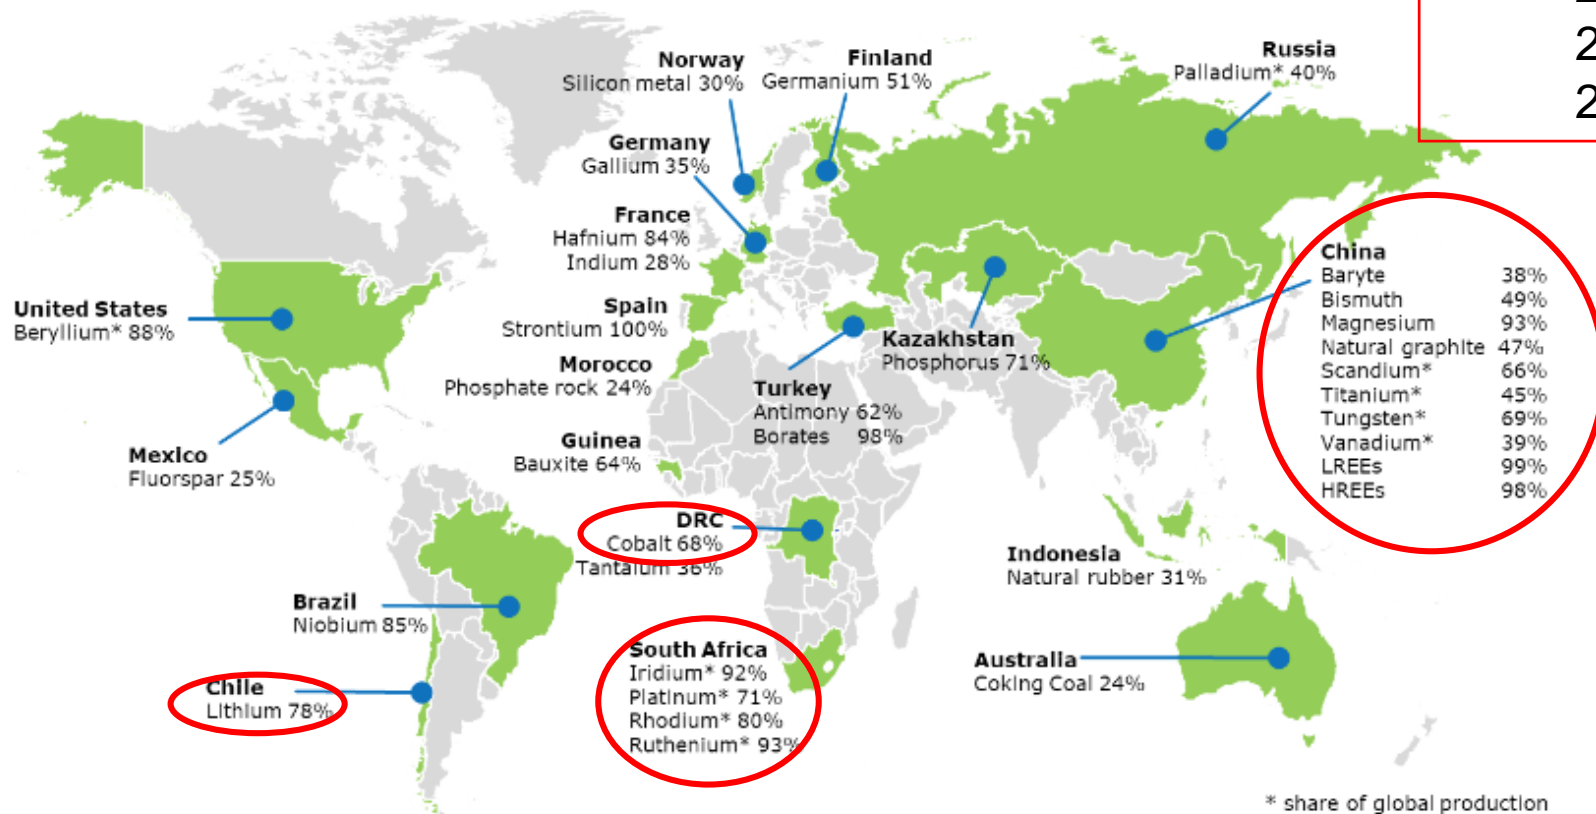 2
2
Norway
Silicon metal 30%
Finland
Germanium 51%
Russia
Palladium* 40%
Germany
Gallium 35%
France
Hafnium 84%
Indium 28%
Spain
Strontium 100%
Morocco
Phosphate rock 24%
United States
Beryllium* 88%
Mexico
Fluorspar 25%
Guinea
Bauxite 64%
Turkey
Antimony 62%
Borates 98%
Kazakhstan
Phosphorus 71%
China
Baryte 38%
Bismuth 49%
Magnesium 93%
Natural graphite 47%
Scandium* 66%
Titanium* 45%
Tungsten* 69%
Vanadium* 39%
LREEs 99%
HREEs 98%
DRC
Cobalt 68%
Tantalum 36%
Indonesia
Natural rubber 31%
Brazil
Niobium 85%
Chile
Lithium 78%
South Africa
Iridium* 92%
Platinum* 71%
Rhodium* 80%
Ruthenium* 93%
Australia
Coking Coal 24%
* share of global production